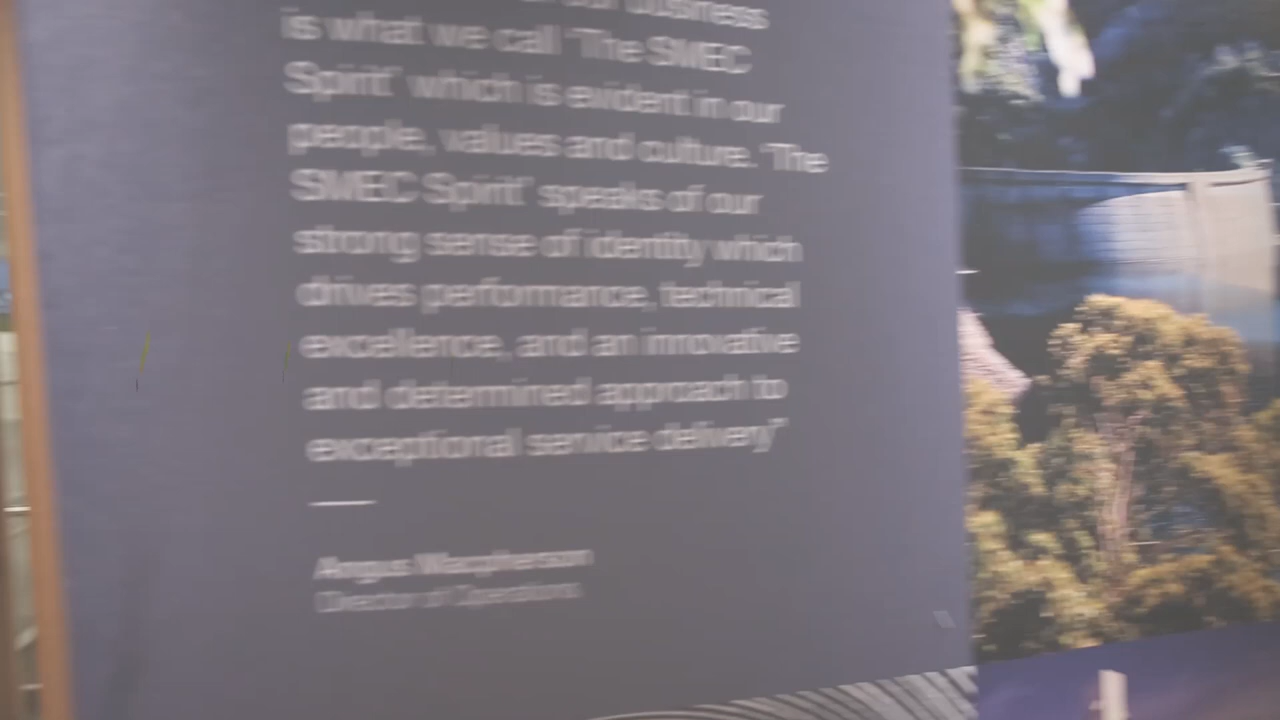 our business
is what we call 'The SMEC
Spirit' which is evident in our
people, values and culture. 'The
SMEC Spirit' speaks of our
strong sense of identity which
drives performance, technical
excellence, and an innovative
and determined approach to
exceptional service delivery"
Angus Macpherson
Director of Operations